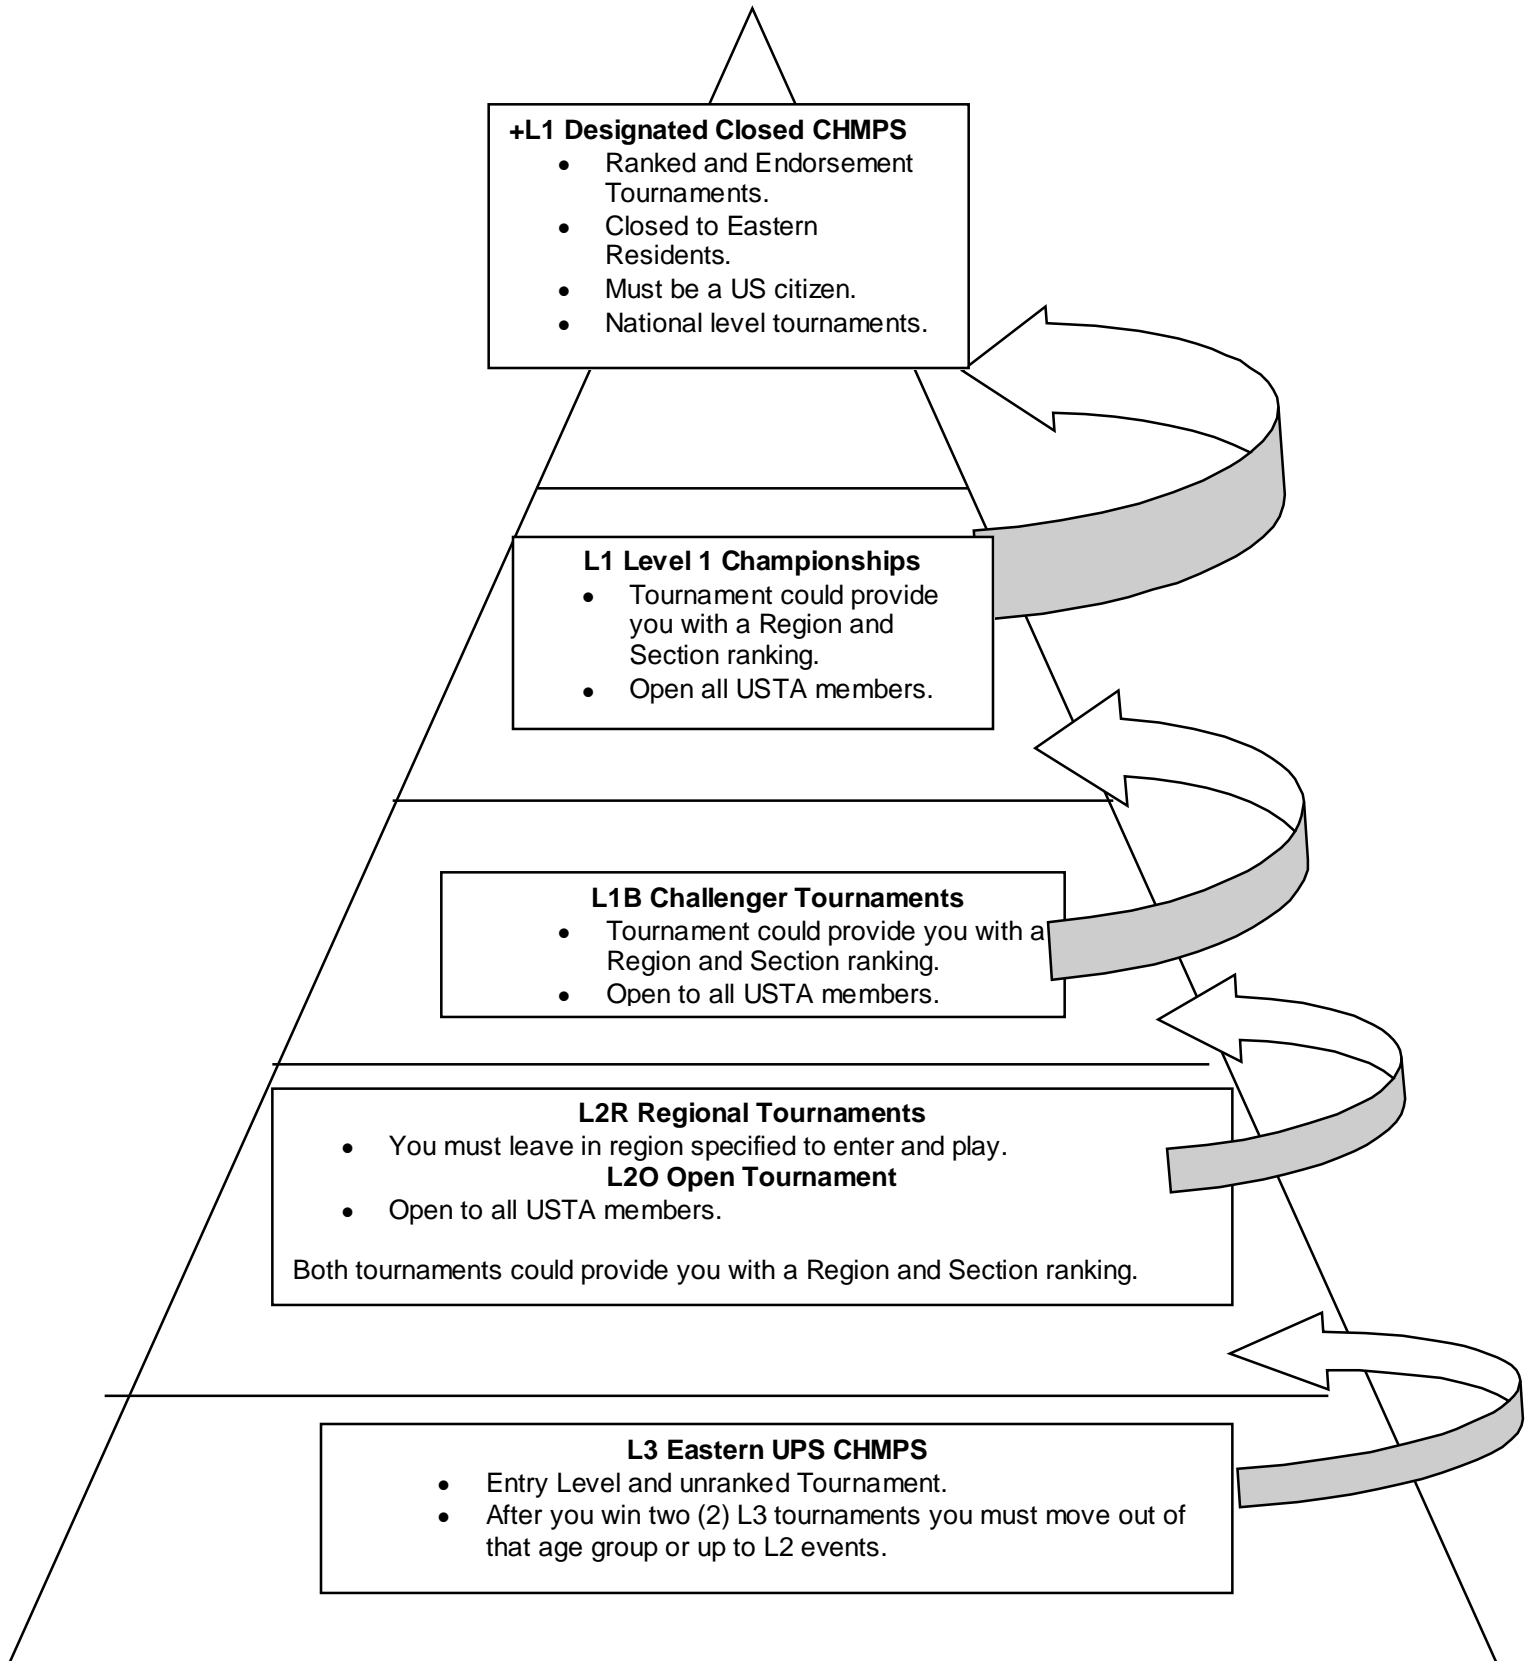 +L1 Designated Closed CHMPS
• Ranked and Endorsement
Tournaments.
• Closed to Eastern
Residents.
• Must be a US citizen.
• National level tournaments.
L1 Level 1 Championships
• Tournament could provide
you with a Region and
Section ranking.
• Open all USTA members.
L1B Challenger Tournaments
• Tournament could provide you with a
Region and Section ranking.
• Open to all USTA members.
L2R Regional Tournaments
• You must leave in region specified to enter and play.
L2O Open Tournament
• Open to all USTA members.
Both tournaments could provide you with a Region and Section ranking.
L3 Eastern UPS CHMPS
• Entry Level and unranked Tournament.
• After you win two (2) L3 tournaments you must move out of
that age group or up to L2 events.